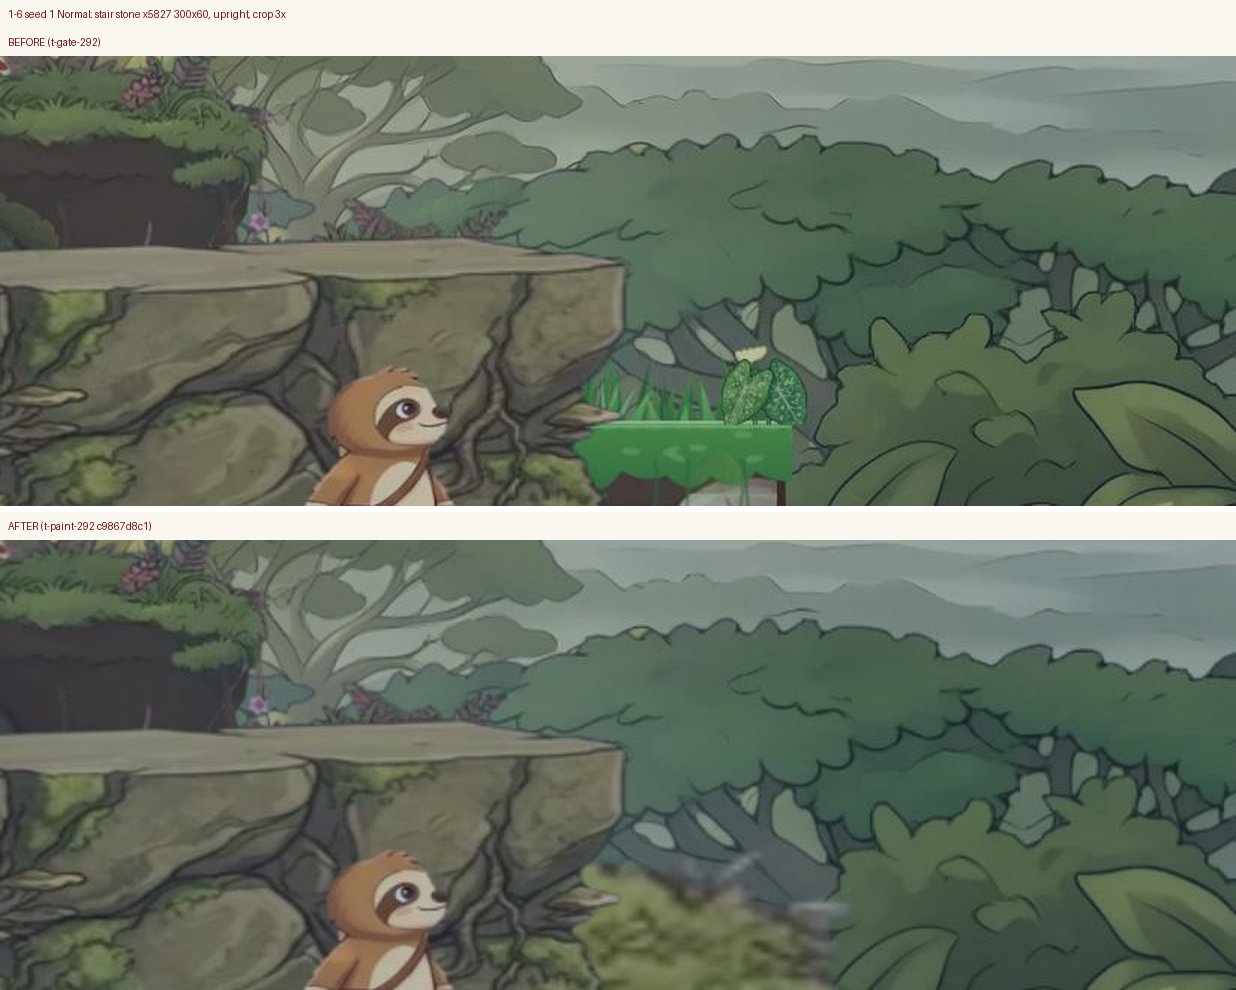 1-6 seed 1 Normal: stair stone x5827 300x60, upright, crop 3x
BEFORE (t-gate-292)
AFTER (t-paint-292 c9867d8c1)